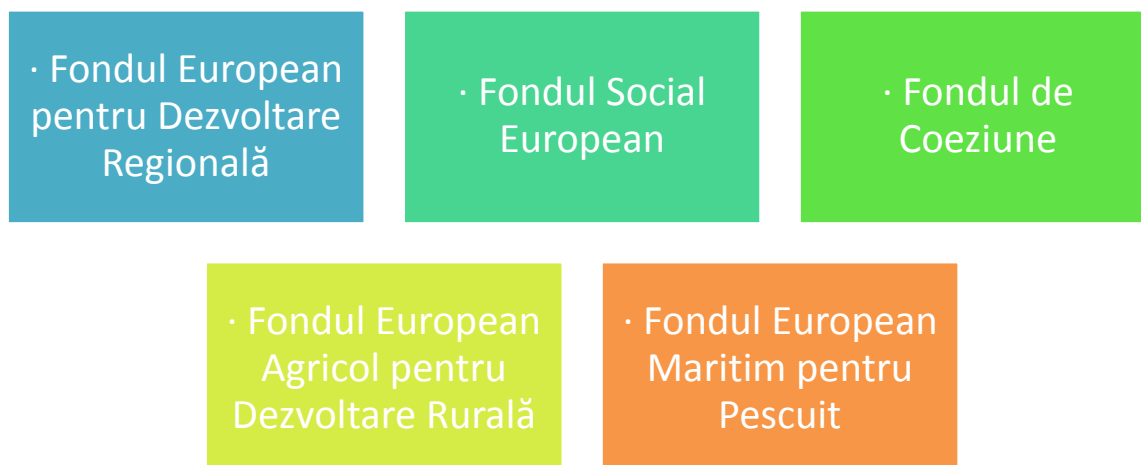 · Fondul European
pentru Dezvoltare
Regională
· Fondul Social
European
· Fondul de
Coeziune
· Fondul European
Agricol pentru
Dezvoltare Rurală
· Fondul European
Maritim pentru
Pescuit